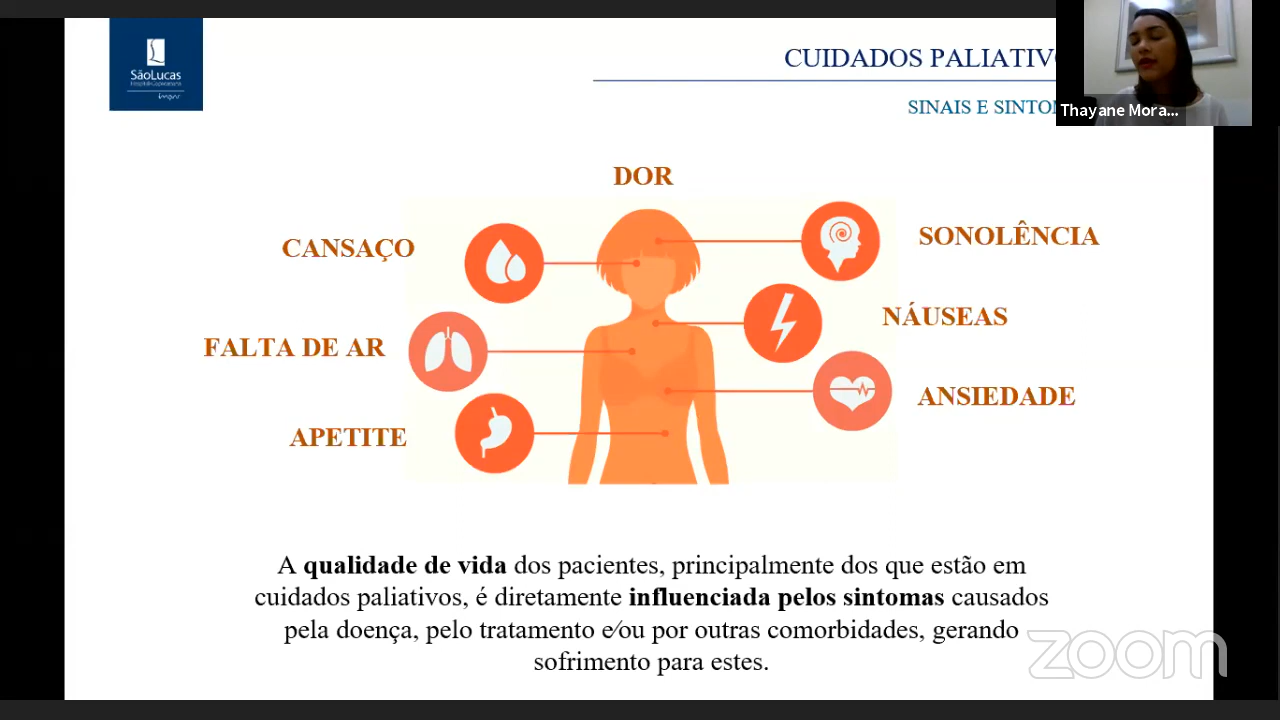 SãoLucas
CUIDADOS PALIATIVO
SINAIS E SINTO
Thayane Mora...
DOR
CANSAÇO
SONOLÊNCIA
NÁUSEAS
FALTA DE AR
ANSIEDADE
APETITE
A qualidade de vida dos pacientes, principalmente dos que estão em
cuidados paliativos, é diretamente influenciada pelos sintomas causados
pela doença, pelo tratamento e/ou por outras comorbidades, gerando
sofrimento para estes.
zoom